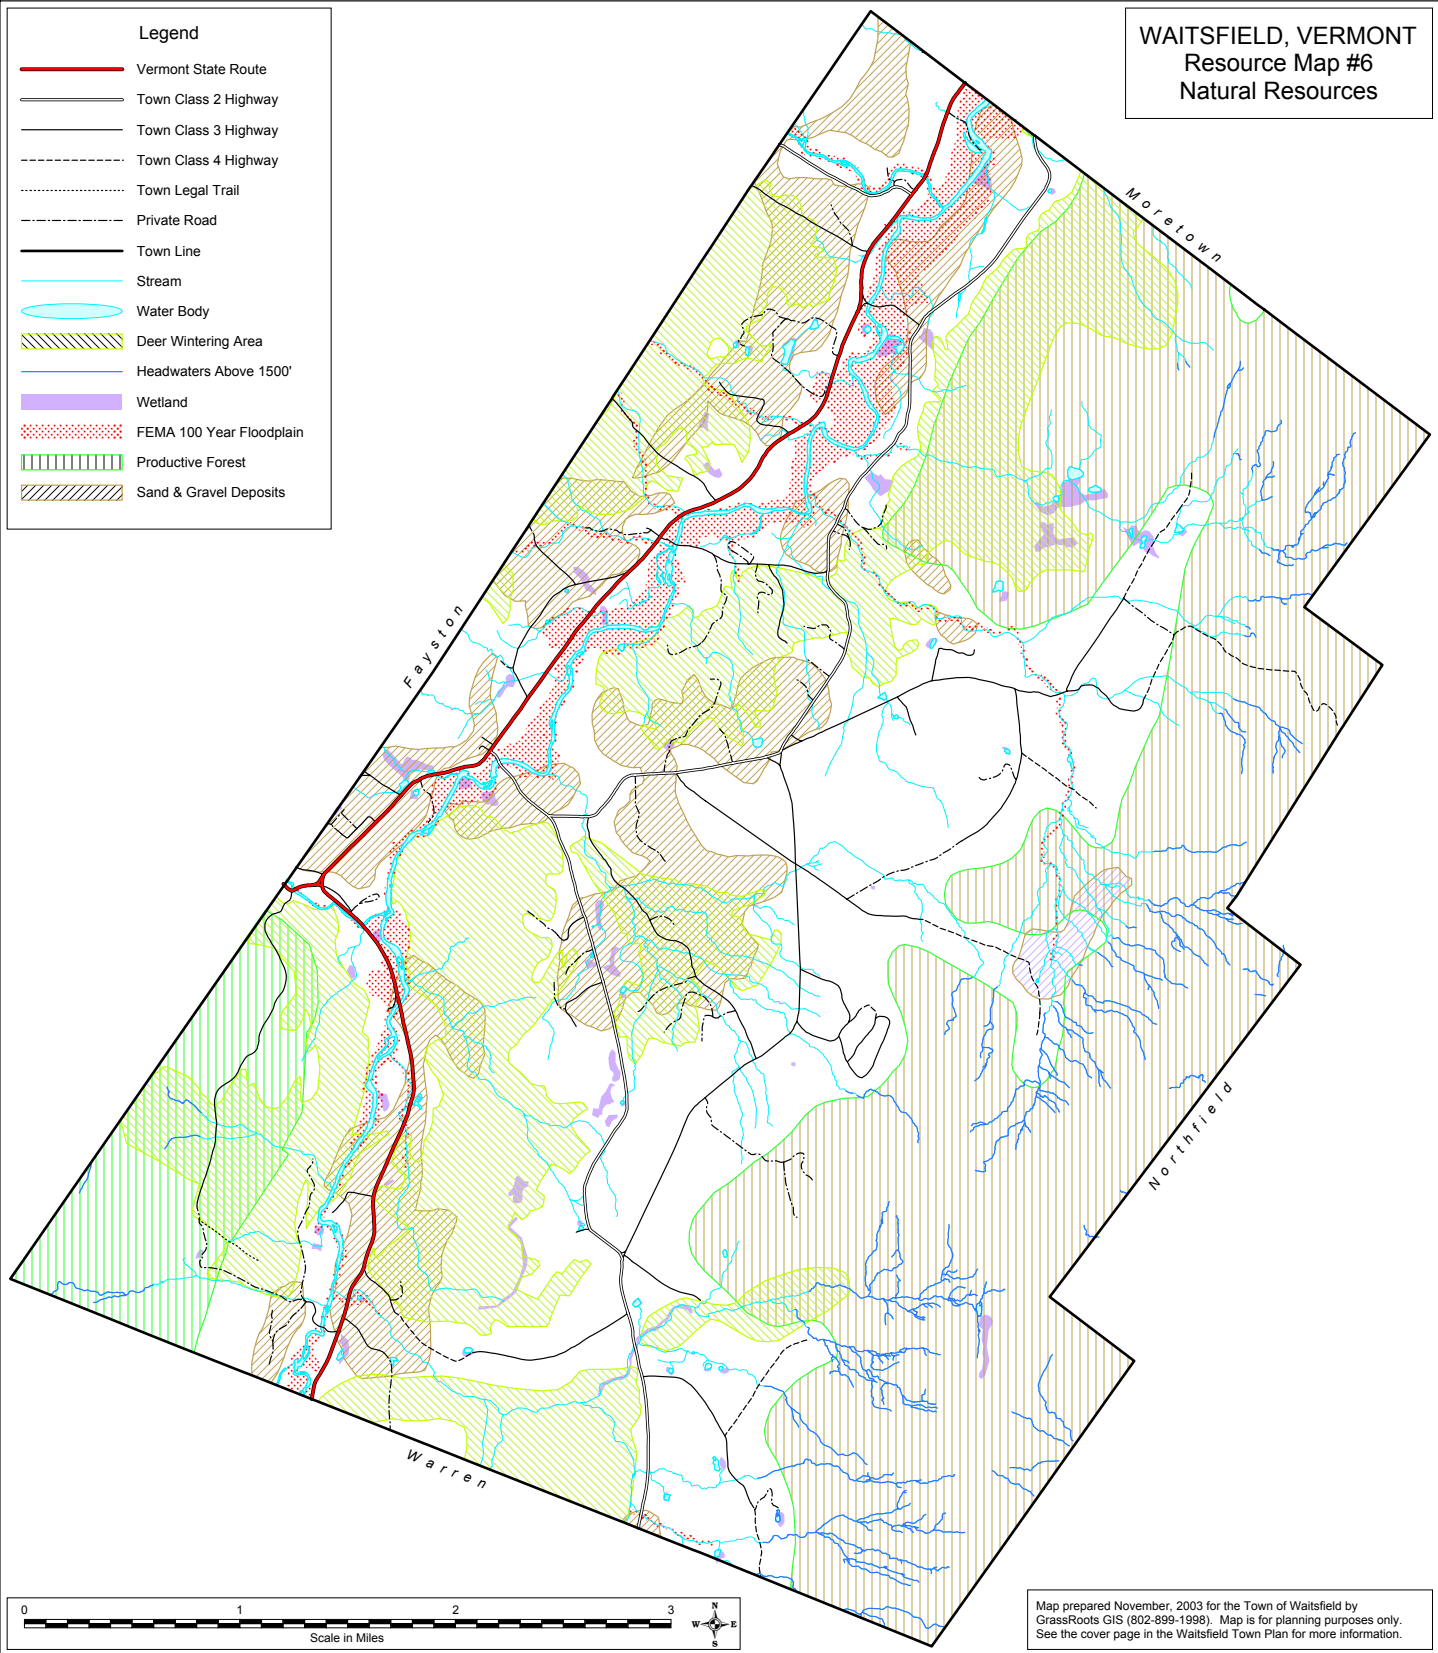 Legend
Vermont State Route
Town Class 2 Highway
Town Class 3 Highway
Town Class 4 Highway
Town Legal Trail
Private Road
Town Line
Stream
Water Body
Deer Wintering Area
Headwaters Above 1500'
Wetland
FEMA 100 Year Floodplain
Productive Forest
Sand & Gravel Deposits
WAITSFIELD, VERMONT
Resource Map #6
Natural Resources
Moretown
Fayston
Northfield
Warren
0 1 2 3
Scale in Miles
N
W E
S
Map prepared November, 2003 for the Town of Waitsfield by
GrassRoots GIS (802-899-1998). Map is for planning purposes only.
See the cover page in the Waitsfield Town Plan for more information.